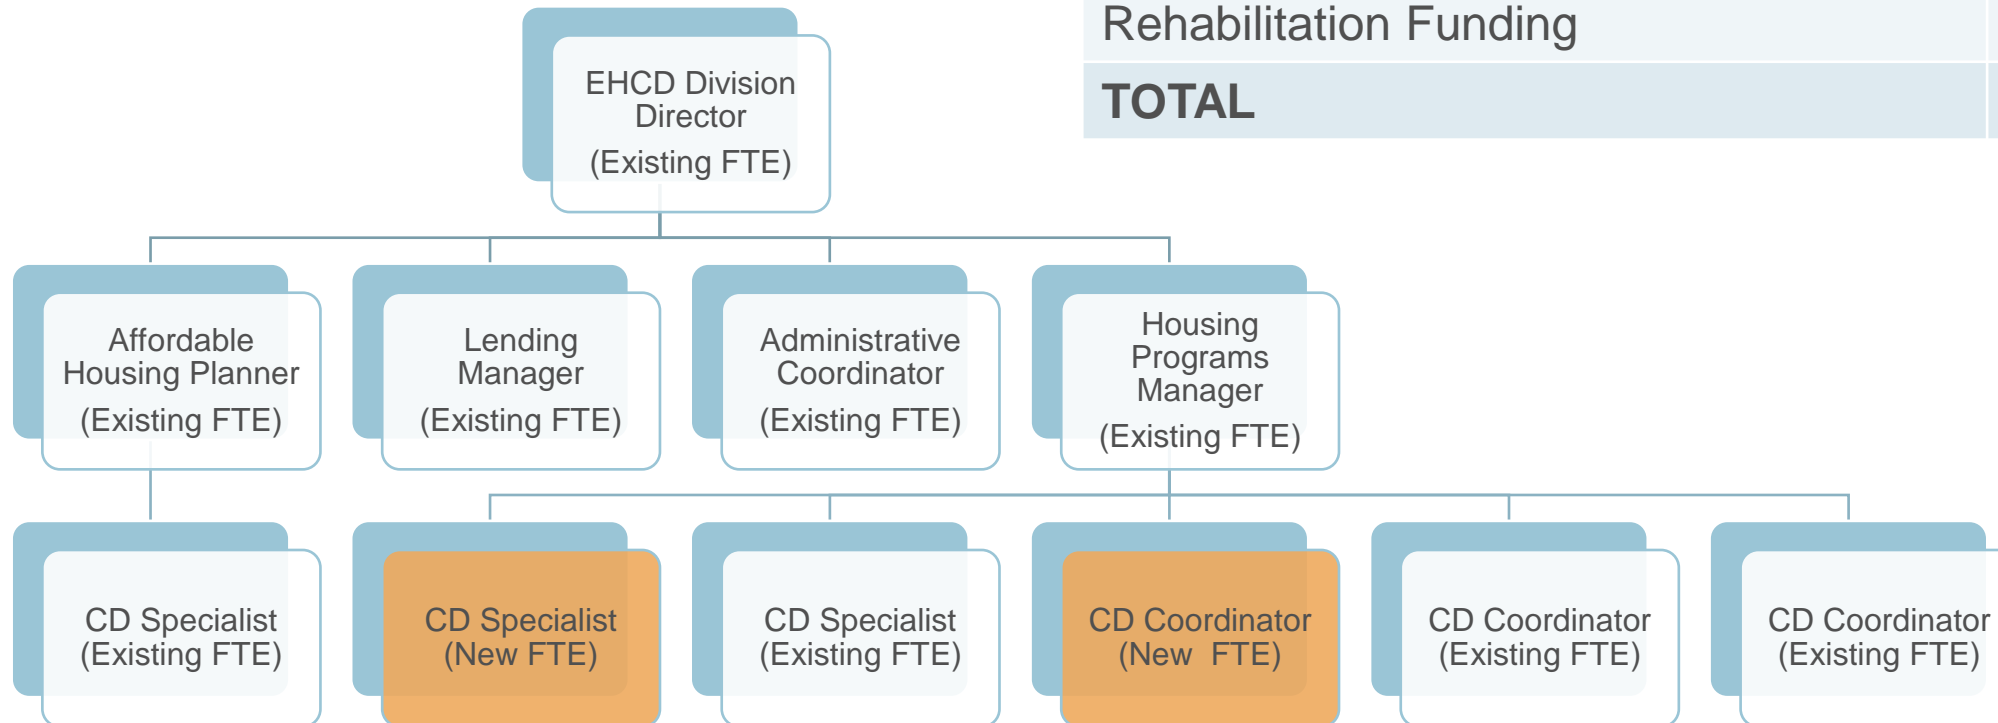 Rehabilitation Funding
TOTAL
EHCD Division
Director
(Existing FTE)
Affordable
Housing Planner
(Existing FTE)
Lending
Manager
(Existing FTE)
Administrative
Coordinator
(Existing FTE)
Housing
Programs
Manager
(Existing FTE)
CD Specialist
(Existing FTE)
CD Specialist
(New FTE)
CD Specialist
(Existing FTE)
CD Coordinator
(New  FTE)
CD Coordinator
(Existing FTE)
CD Coordinator
(Existing FTE)